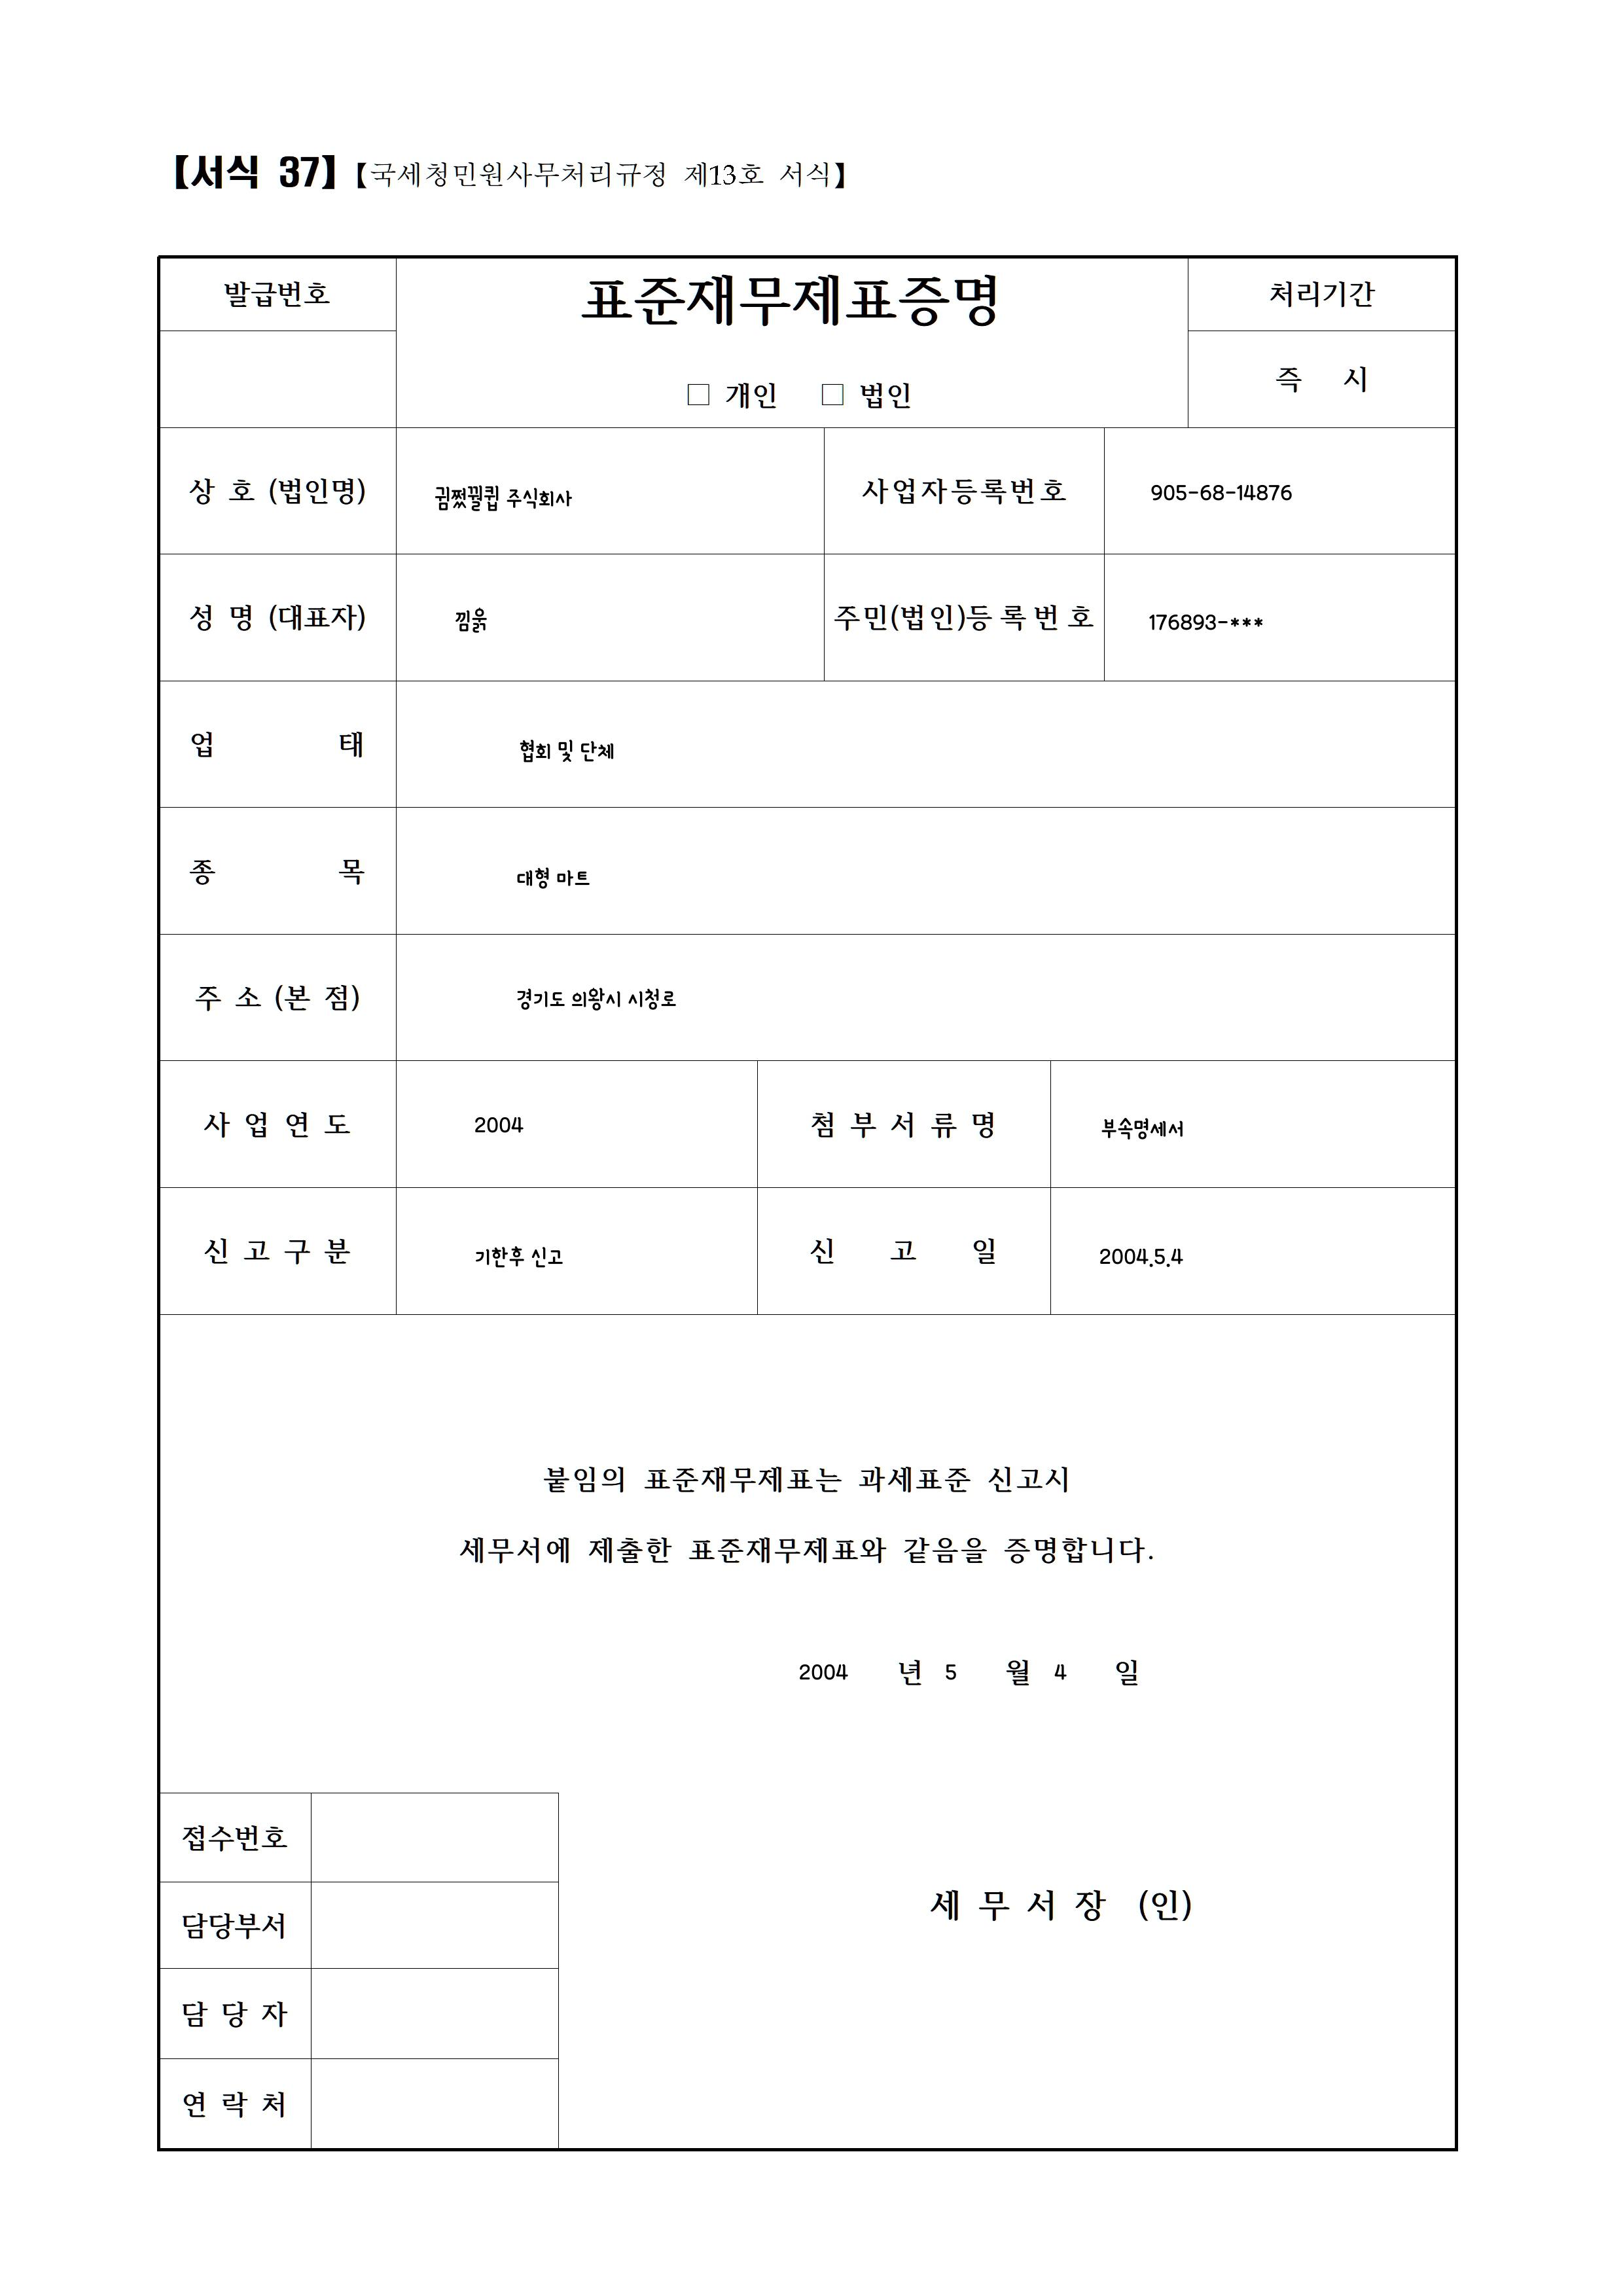 【서식 37】【국세청민원사무처리규정 제13호 서식】
발급번호
표준재무제표증명
처리기간
□ 개인 □ 법인
즉 시
상 호 (법인명)
주식회사
사업자등록번호
905-68-14876
성 명 (대표자)
낌욹
주민(법인)등록번호
176893-***
업 태
협회 및 단체
종 목
대형 마트
주 소 (본 점)
경기도 의왕시 시청로
사 업 연 도
2004
첨 부 서 류 명
부속명세서
신 고 구 분
기한후 신고
신 고 일
2004.5.4
붙임의 표준재무제표는 과세표준 신고시
세무서에 제출한 표준재무제표와 같음을 증명합니다.
2004 년 5 월 4 일
접수번호
담당부서
세 무 서 장 (인)
담 당 자
연 락 처